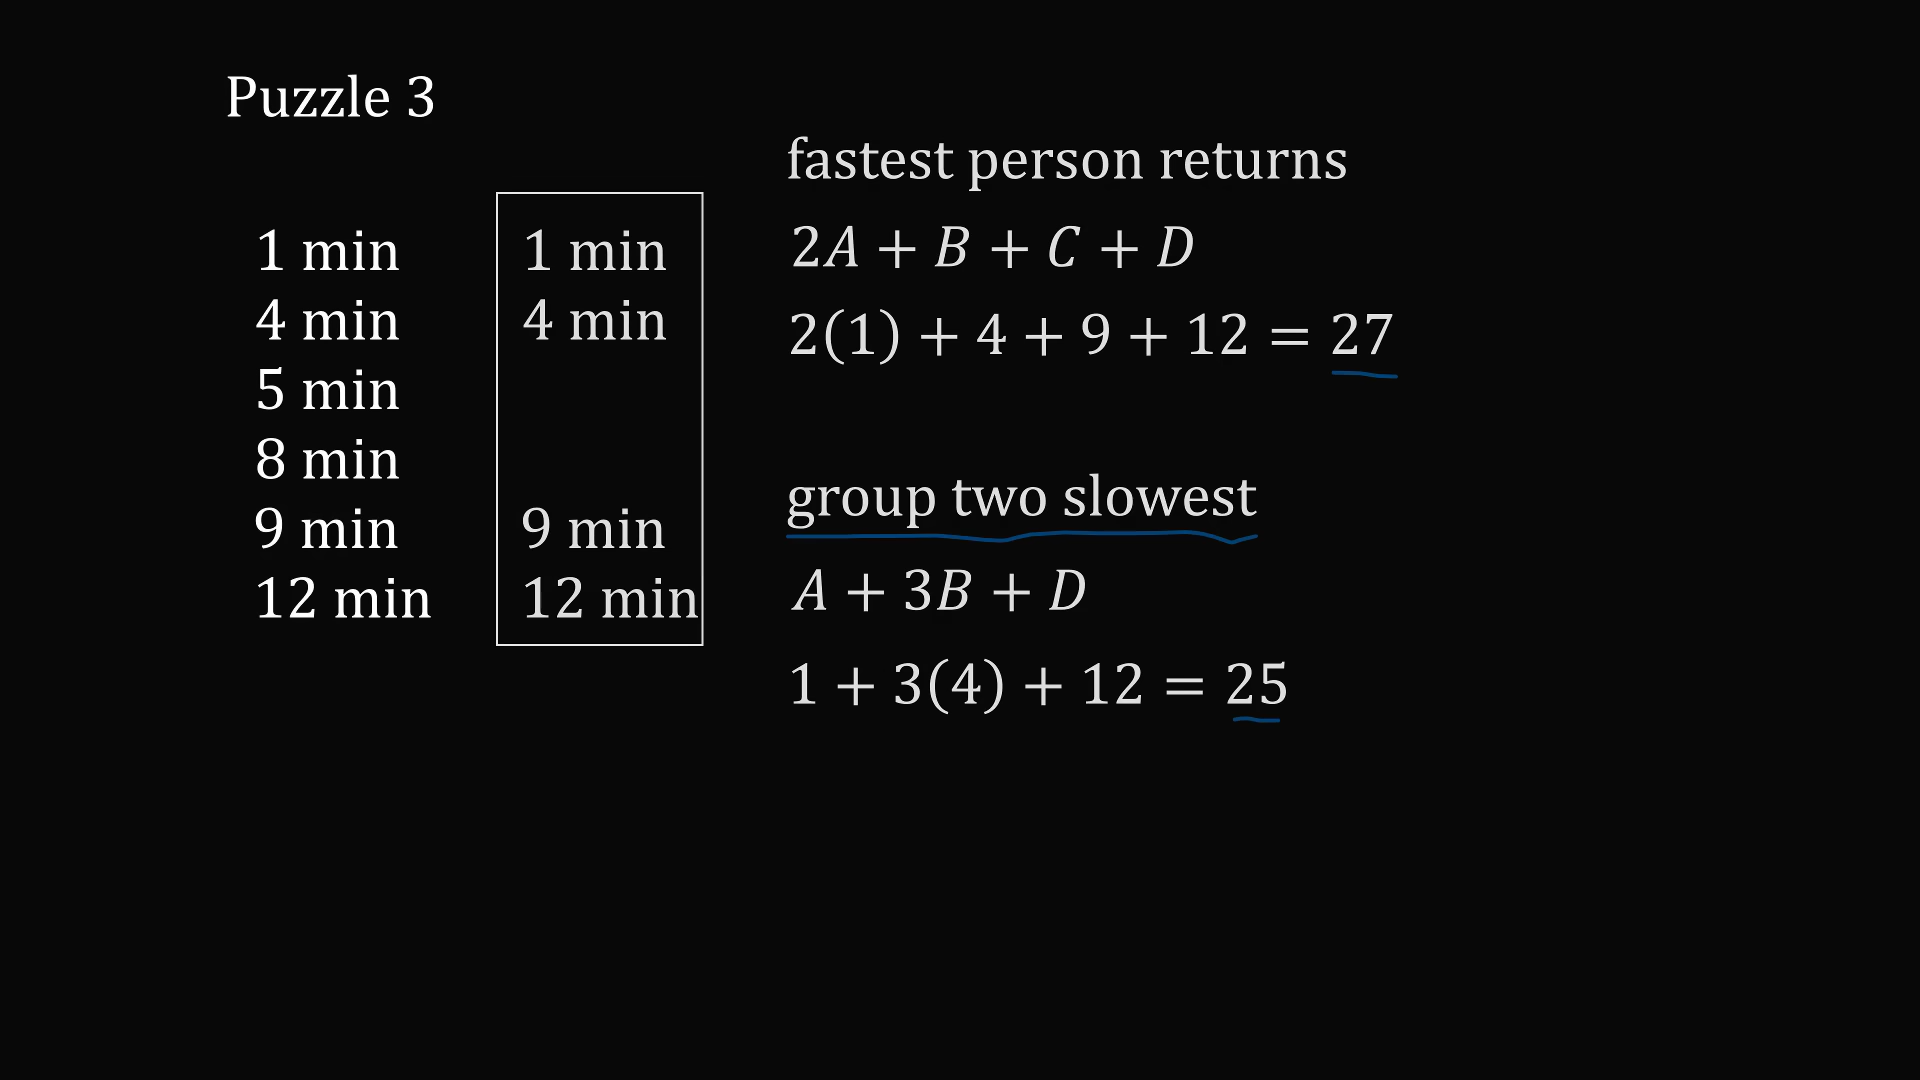 Puzzle 3
1 min
4 min
5 min
8 min
9 min
12 min
1 min
4 min
9 min
12 min
fastest person returns
2A + B + C + D
2(1) + 4 + 9 + 12 = 27
group two slowest
A + 3B + D
1 + 3(4) + 12 = 25